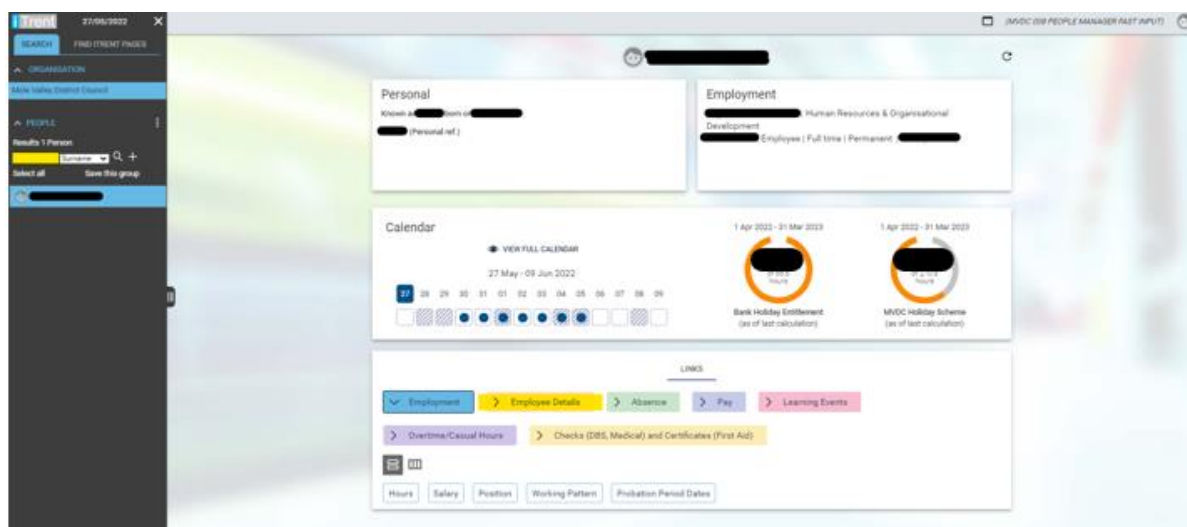 iTrent 27/05/2022 X
(MVDC 008 PEOPLE MANAGER FAST INPUT)
SEARCH FIND ITRENT PAGES
ORGANISATION
Mole Valley District Council
PEOPLE
Results 1 Person
Surname
Select all Save this group
Personal
Known as born on
(Personal ref.)
Employment
, Human Resources & Organisational
Development
Employee | Full time | Permanent
Calendar
VIEW FULL CALENDAR
27 May - 09 Jun 2022
27 28 29 30 31 01 02 03 04 05 06 07 08 09
1 Apr 2022 - 31 Mar 2023
hours
Bank Holiday Entitlement
(as of last calculation)
1 Apr 2022 - 31 Mar 2023
hours
MVDC Holiday Scheme
(as of last calculation)
LINKS
Employment Employee Details Absence Pay Learning Events
Overtime/Casual Hours Checks (DBS, Medical) and Certificates (First Aid)
Hours Salary Position Working Pattern Probation Period Dates